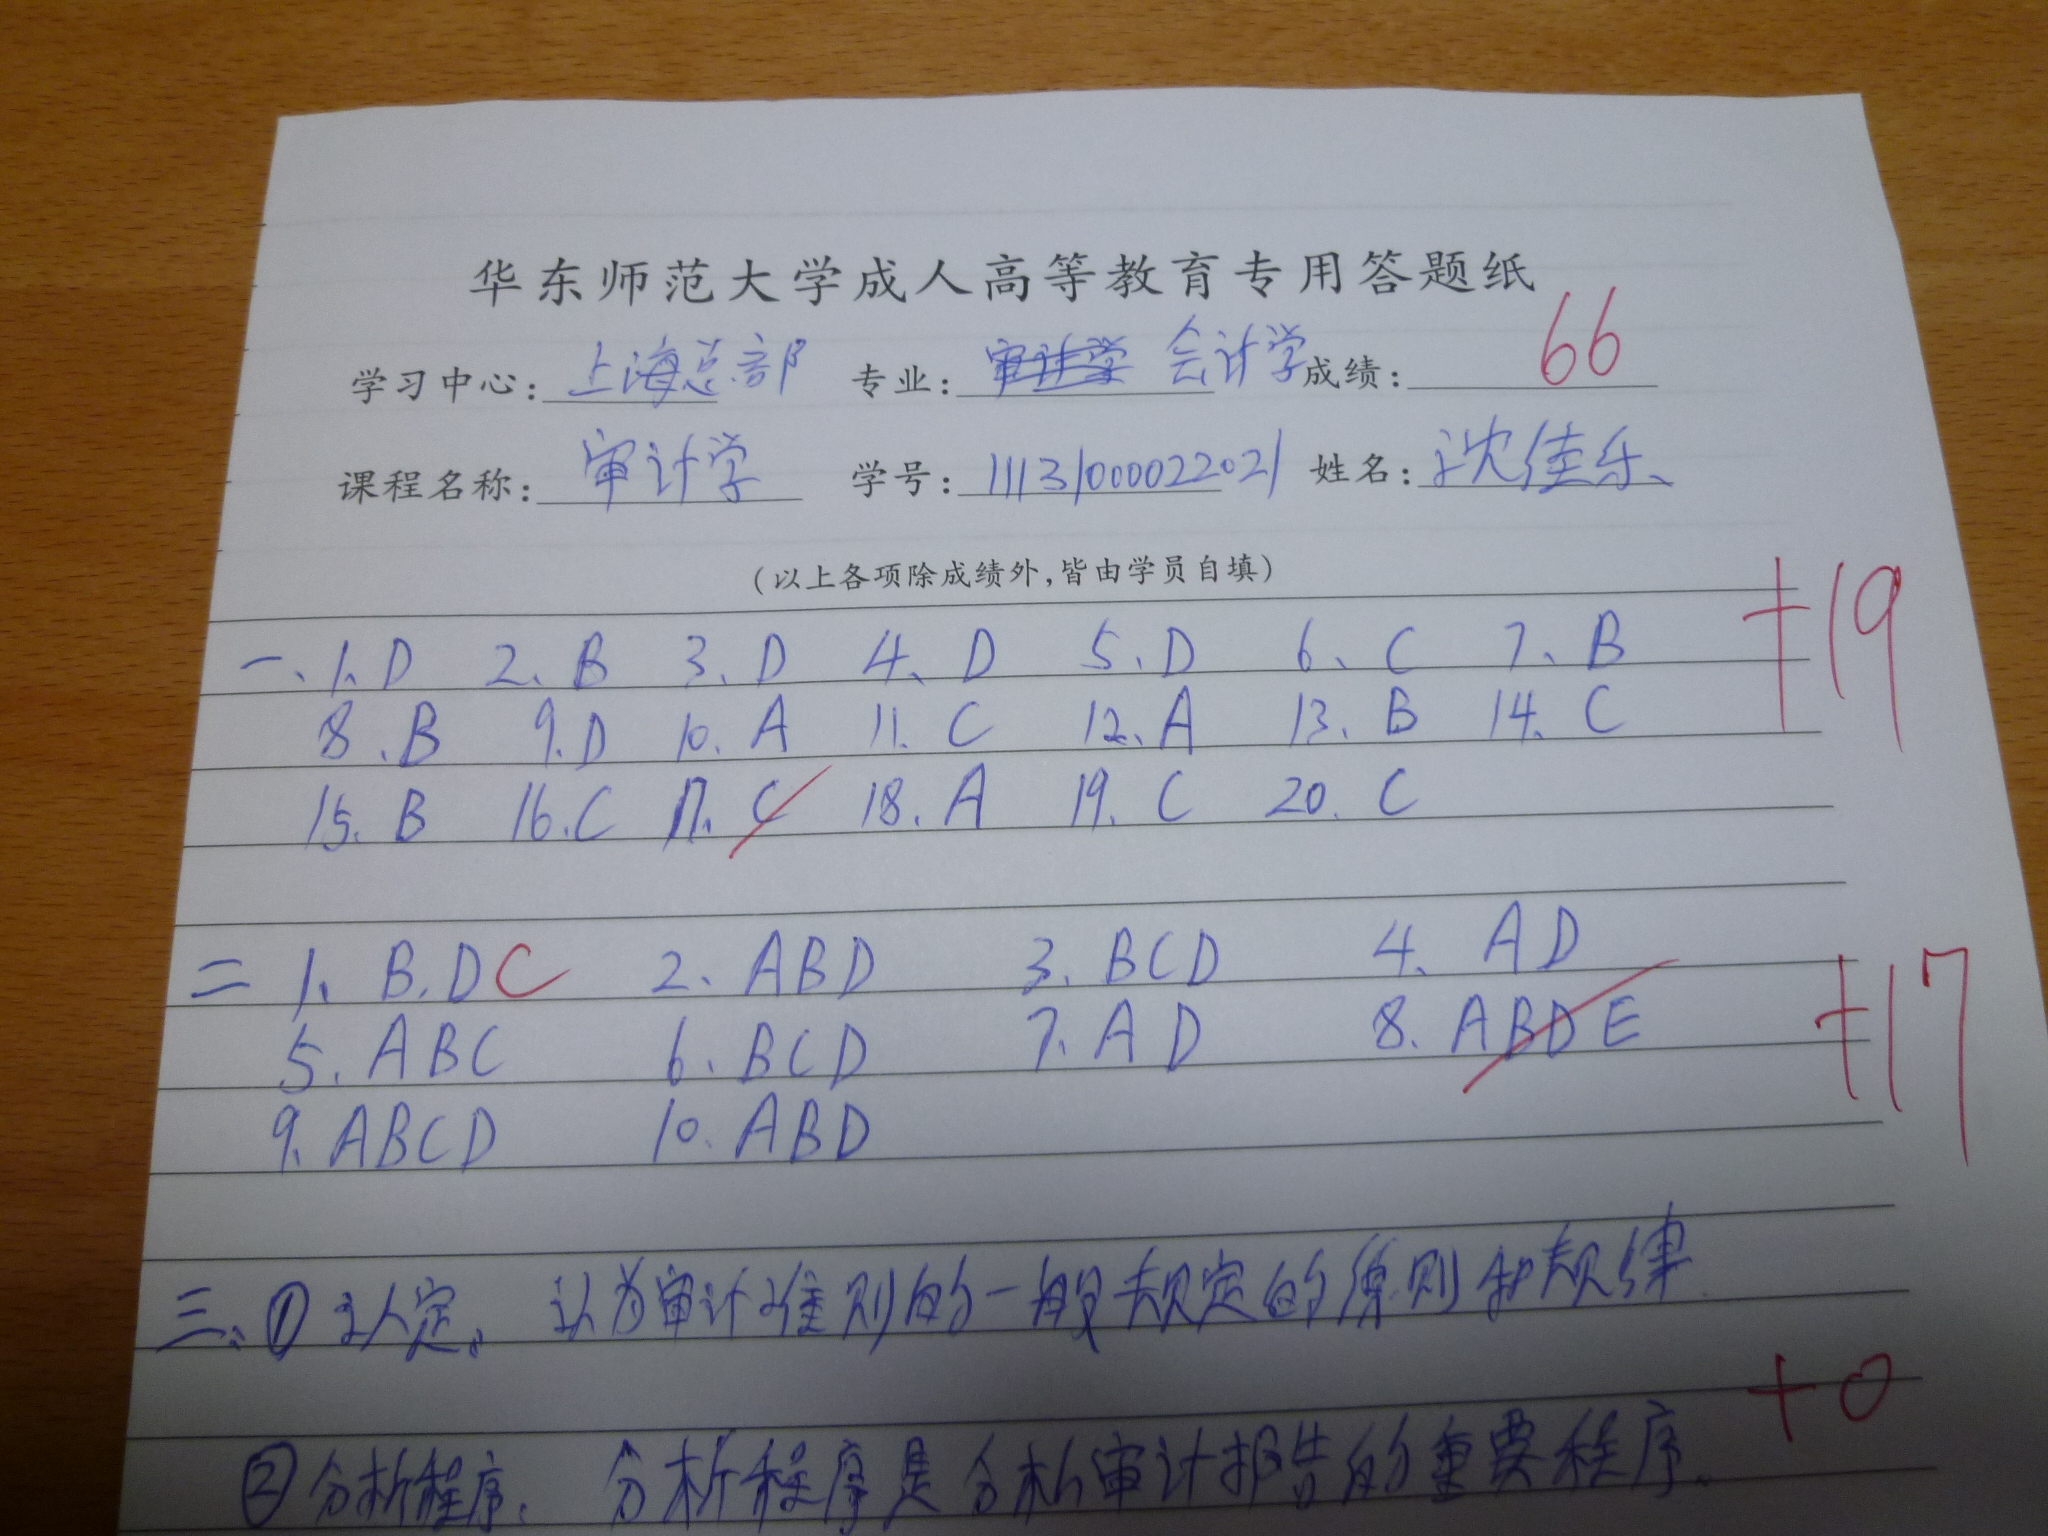 华东师范大学成人高等教育专用答题纸
学习中心: 上海总部 专业: 审计学 会计学 成绩: 66
课程名称: 审计学 学号: 11131000022021 姓名: 沈佳乐
(以上各项除成绩外,皆由学员自填)
一、1、D 2、B 3、D 4、D 5、D 6、C 7、B +19
8、B 9、D 10、A 11、C 12、A 13、B 14、C
15、B 16、C 17、C 18、A 19、C 20、C
二 1、B、D C 2、ABD 3、BCD 4、AD +17
5、ABC 6、BCD 7、AD 8、ABDE
9、ABCD 10、ABD
三、①认定。认为审计准则的一般规定的原则和规律
+0
②分析程序: 分析程序是分析审计报告的重要程序。